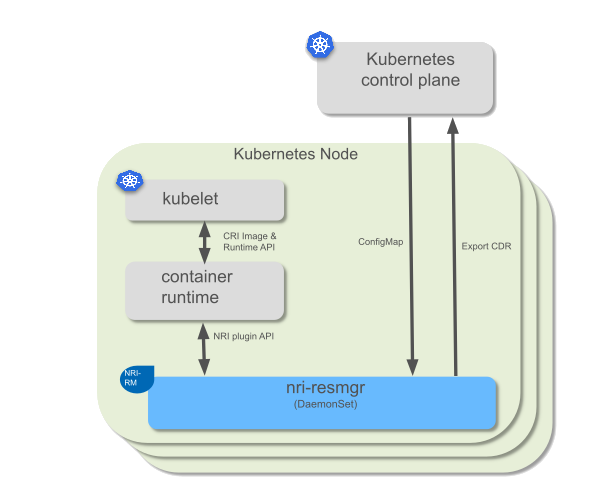 Kubernetes
control plane
Kubernetes Node
kubelet
CRI Image &
Runtime API
ConfigMap
Export CDR
container
runtime
NRI plugin API
NRI-
RM
nri-resmgr
(DaemonSet)